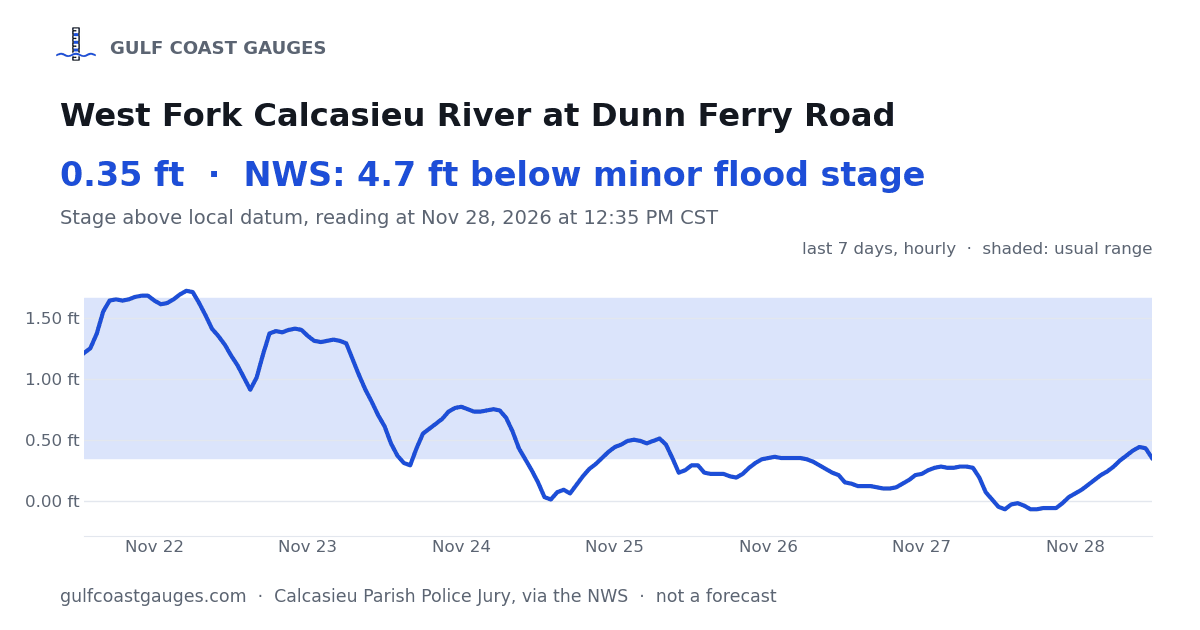 GULF COAST GAUGES
West Fork Calcasieu River at Dunn Ferry Road
0.35 ft · NWS: 4.7 ft below minor flood stage
Stage above local datum, reading at Nov 28, 2026 at 12:35 PM CST
last 7 days, hourly · shaded: usual range
1.50 ft
1.00 ft
0.50 ft
0.00 ft
Nov 22 Nov 23 Nov 24 Nov 25 Nov 26 Nov 27 Nov 28
gulfcoastgauges.com · Calcasieu Parish Police Jury, via the NWS · not a forecast